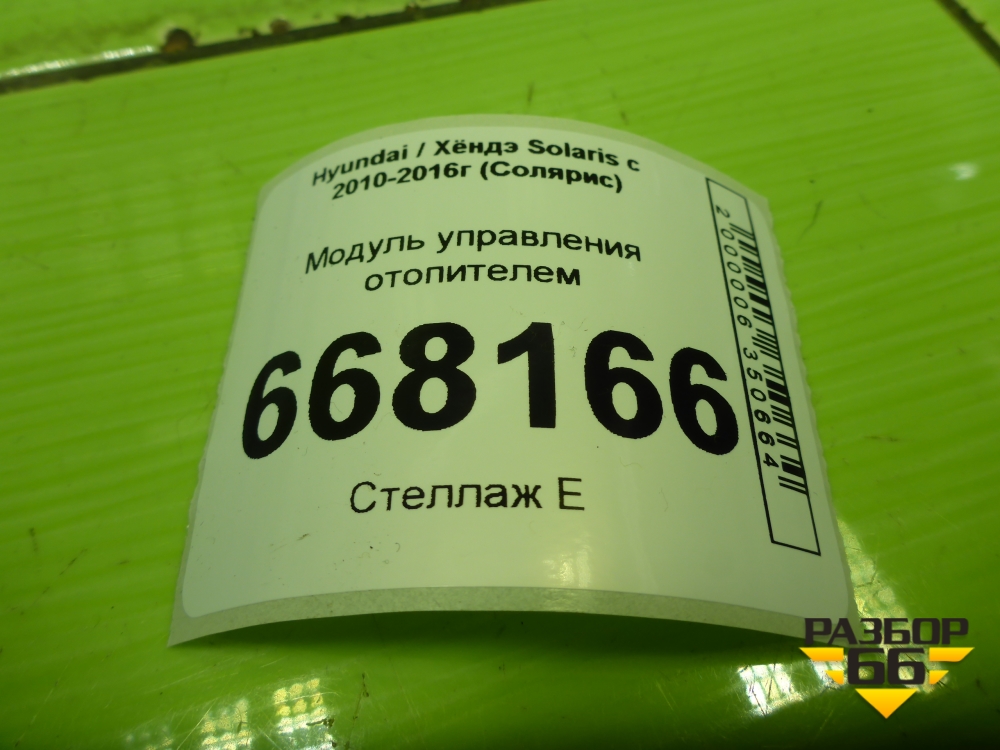 Hyundai / Хёндэ Solaris с
2010-2016г (Солярис)
Модуль управления
отопителем
668166
Стеллаж Е
2000006350664
РАЗБОР
66